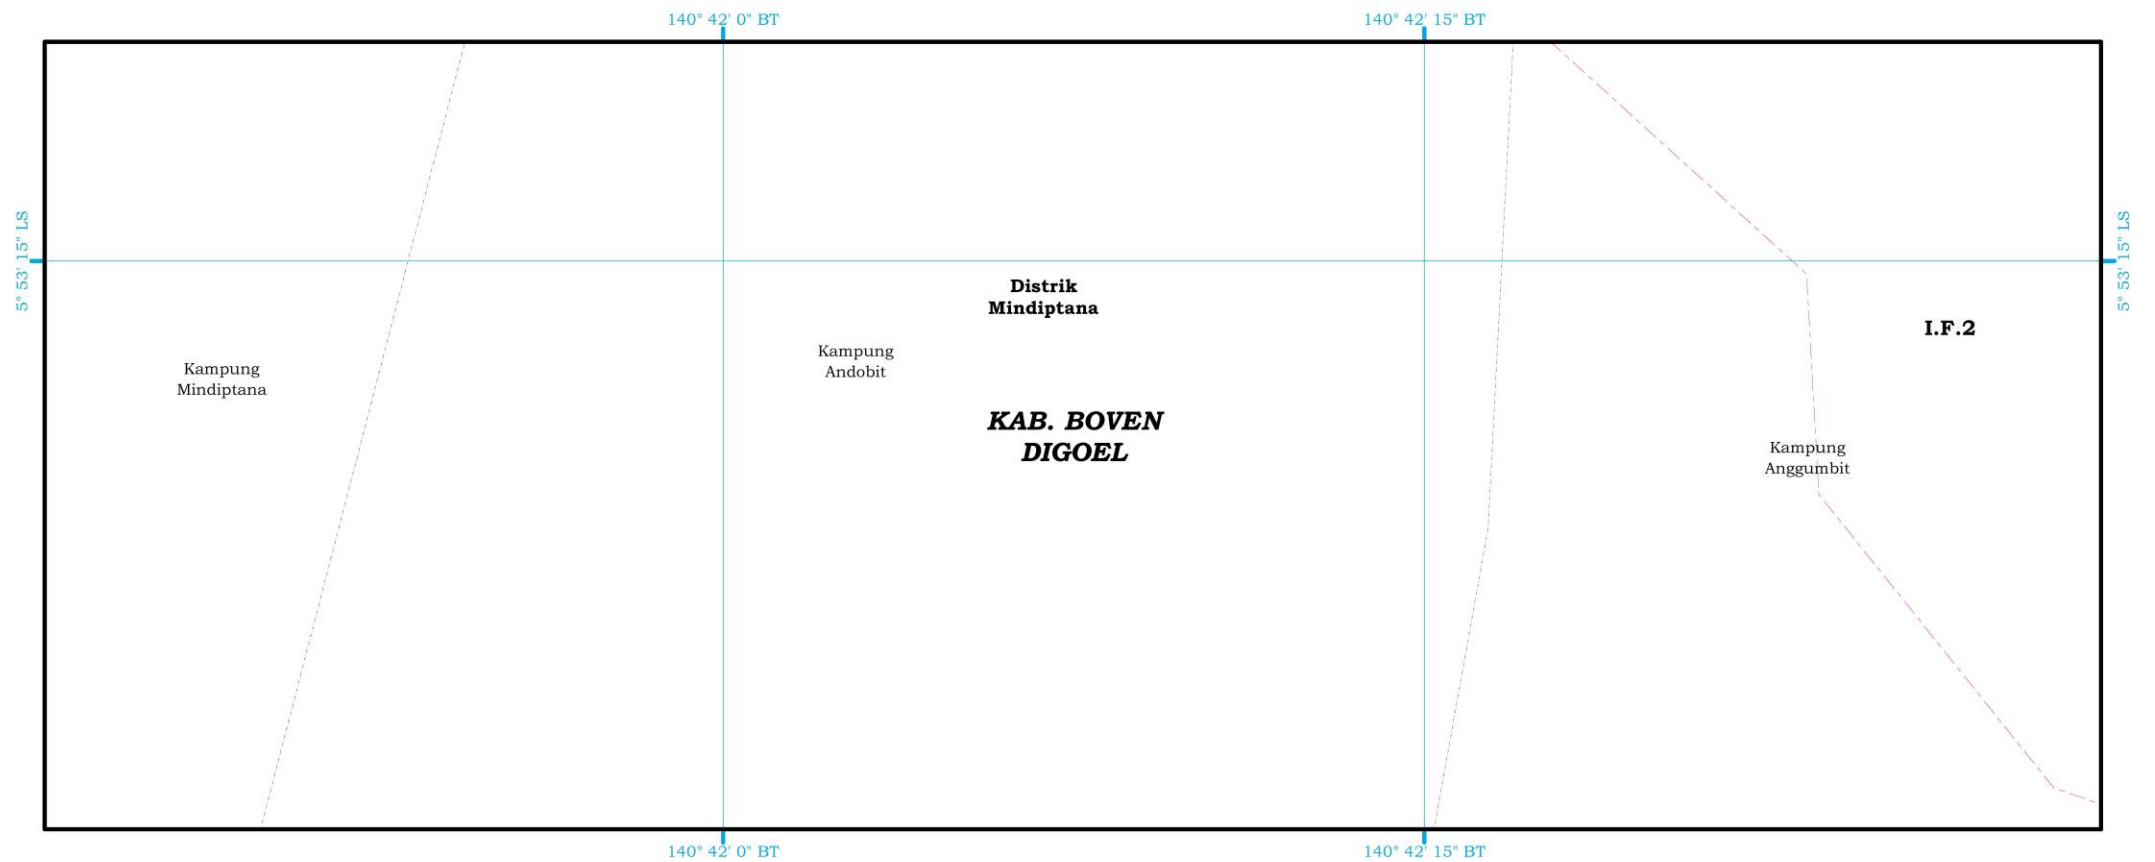 140° 42' 0" BT
140° 42' 15" BT
5° 53' 15" LS
5° 53' 15" LS
Distrik
Mindiptana
I.F.2
Kampung
Andobit
Kampung
Mindiptana
KAB. BOVEN
DIGOEL
Kampung
Anggumbit
140° 42' 0" BT
140° 42' 15" BT